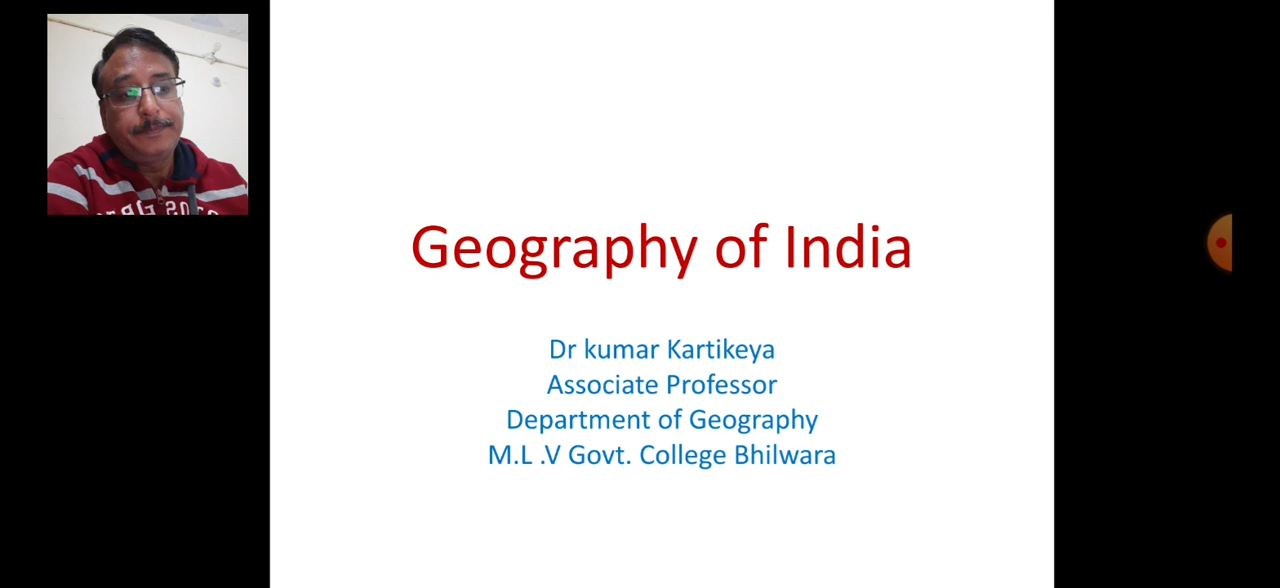 Geography of India
Dr kumar Kartikeya
Associate Professor
Department of Geography
M.L .V Govt. College Bhilwara